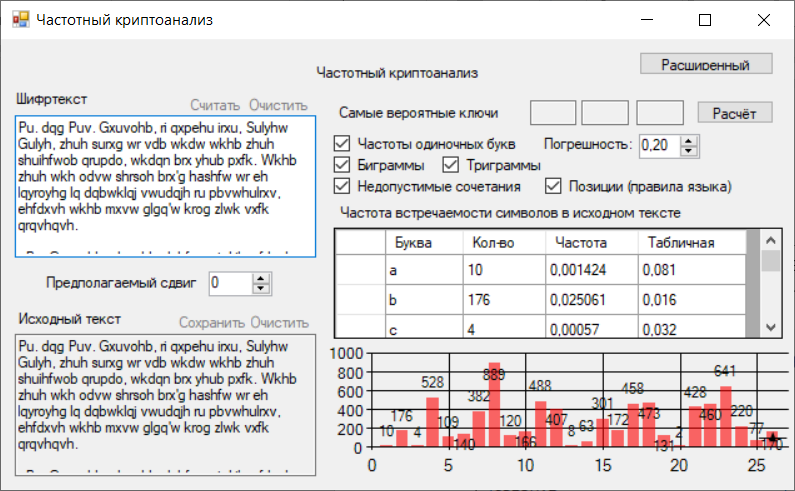 Частотный криптоанализ
Частотный криптоанализ
Расширенный
Шифртекст
Считать Очистить
Pu. dqg Puv. Gxuvohb, ri qxpehu irxu, Sulyhw
Gulyh, zhuh surxg wr vdb wkdw wkhb zhuh
shuihfwob qrupdo, wkdqn brx yhub pxfk. Wkhb
zhuh wkh odvw shrsoh brx'g hashfw wr eh
lqyroyhg lq dqbwklqj vwudqjh ru pbvwhulrxv,
ehfdxvh wkhb mxvw glgq'w krog zlwk vxfk
qrqvhqvh.
Самые вероятные ключи
Расчёт
Частоты одиночных букв
Погрешность: 0,20
Биграммы Триграммы
Недопустимые сочетания Позиции (правила языка)
Частота встречаемости символов в исходном тексте
Буква Кол-во Частота Табличная
a 10 0,001424 0,081
b 176 0,025061 0,016
c 4 0,00057 0,032
Предполагаемый сдвиг 0
Исходный текст
Сохранить Очистить
Pu. dqg Puv. Gxuvohb, ri qxpehu irxu, Sulyhw
Gulyh, zhuh surxg wr vdb wkdw wkhb zhuh
shuihfwob qrupdo, wkdqn brx yhub pxfk. Wkhb
zhuh wkh odvw shrsoh brx'g hashfw wr eh
lqyroyhg lq dqbwklqj vwudqjh ru pbvwhulrxv,
ehfdxvh wkhb mxvw glgq'w krog zlwk vxfk
qrqvhqvh.
1000
800
600
400
200
0
10 176 4 528 109 140 382 889 120 166 488 407 8 63 301 172 458 473 131 2 428 460 641 220 77 170
0 5 10 15 20 25